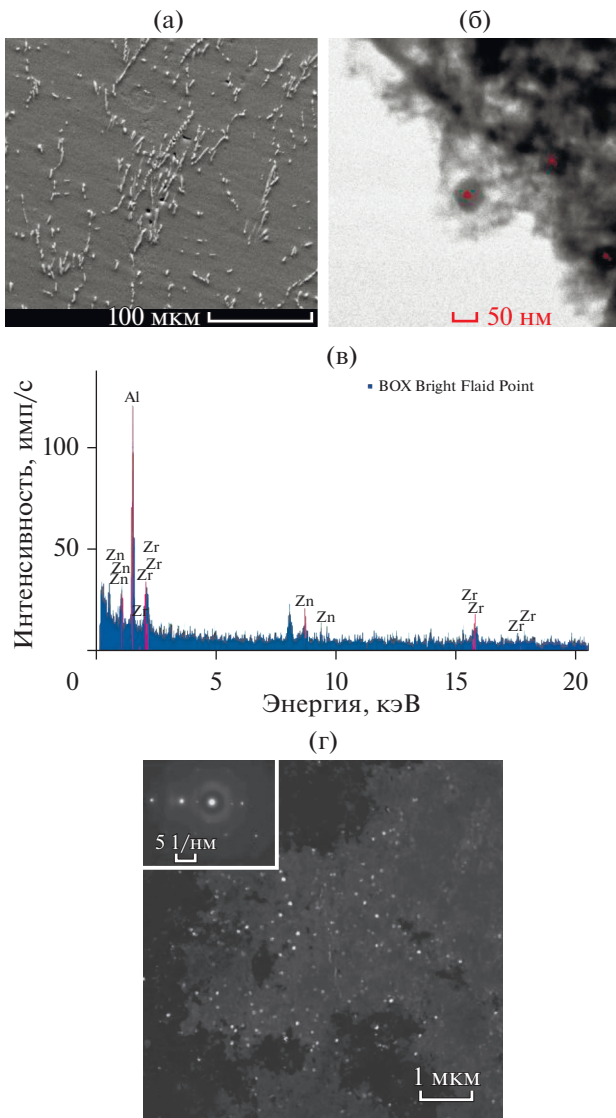 (а)
(б)
100 мкм
50 нм
(в)
Интенсивность, имп/с
100
50
0
5
10
15
20
Энергия, кэВ
BOX Bright Flaid Point
Al
Zn
Zn
Zn
Zr
Zr
Zr
Zr
Zn
Zn
Zr
Zr
Zr
Zr
(г)
5 1/нм
1 мкм